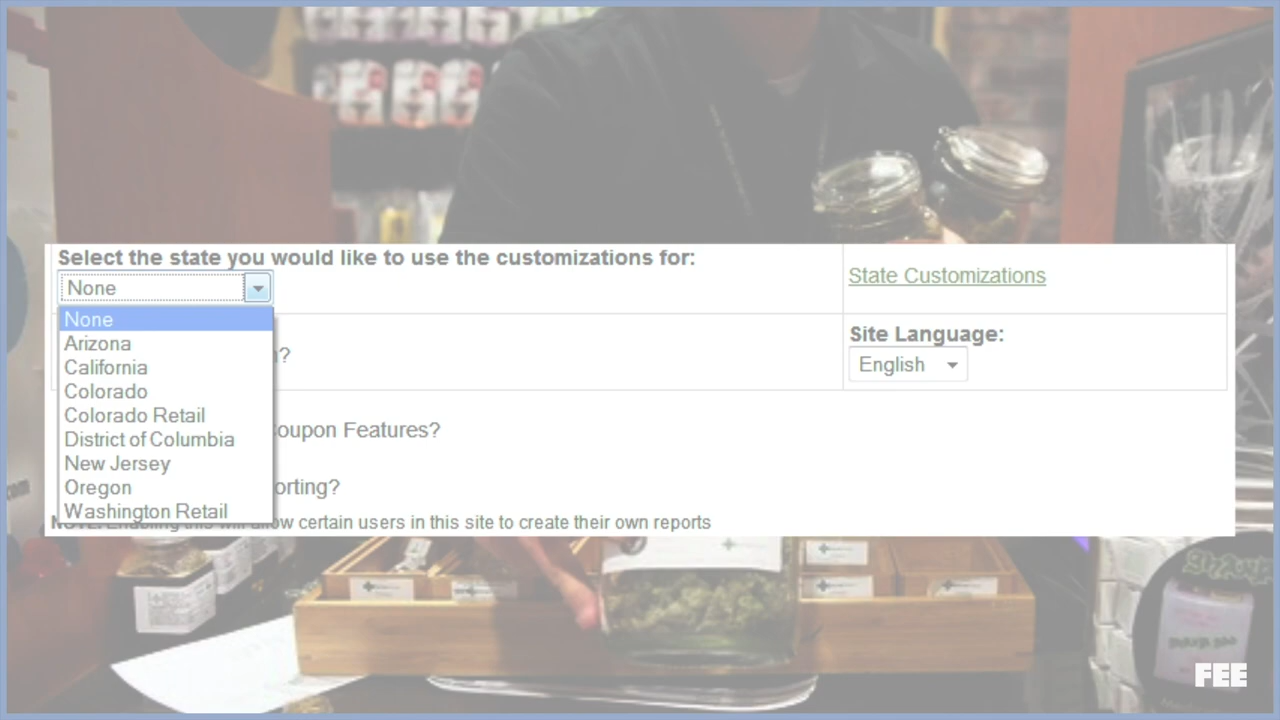 Select the state you would like to use the customizations for:
None
State Customizations
None
Arizona
California
Colorado
Colorado Retail
District of Columbia
New Jersey
Oregon
Washington Retail
?
Site Language:
English
oupon Features?
orting?
will allow certain users in this site to create their own reports
FEE